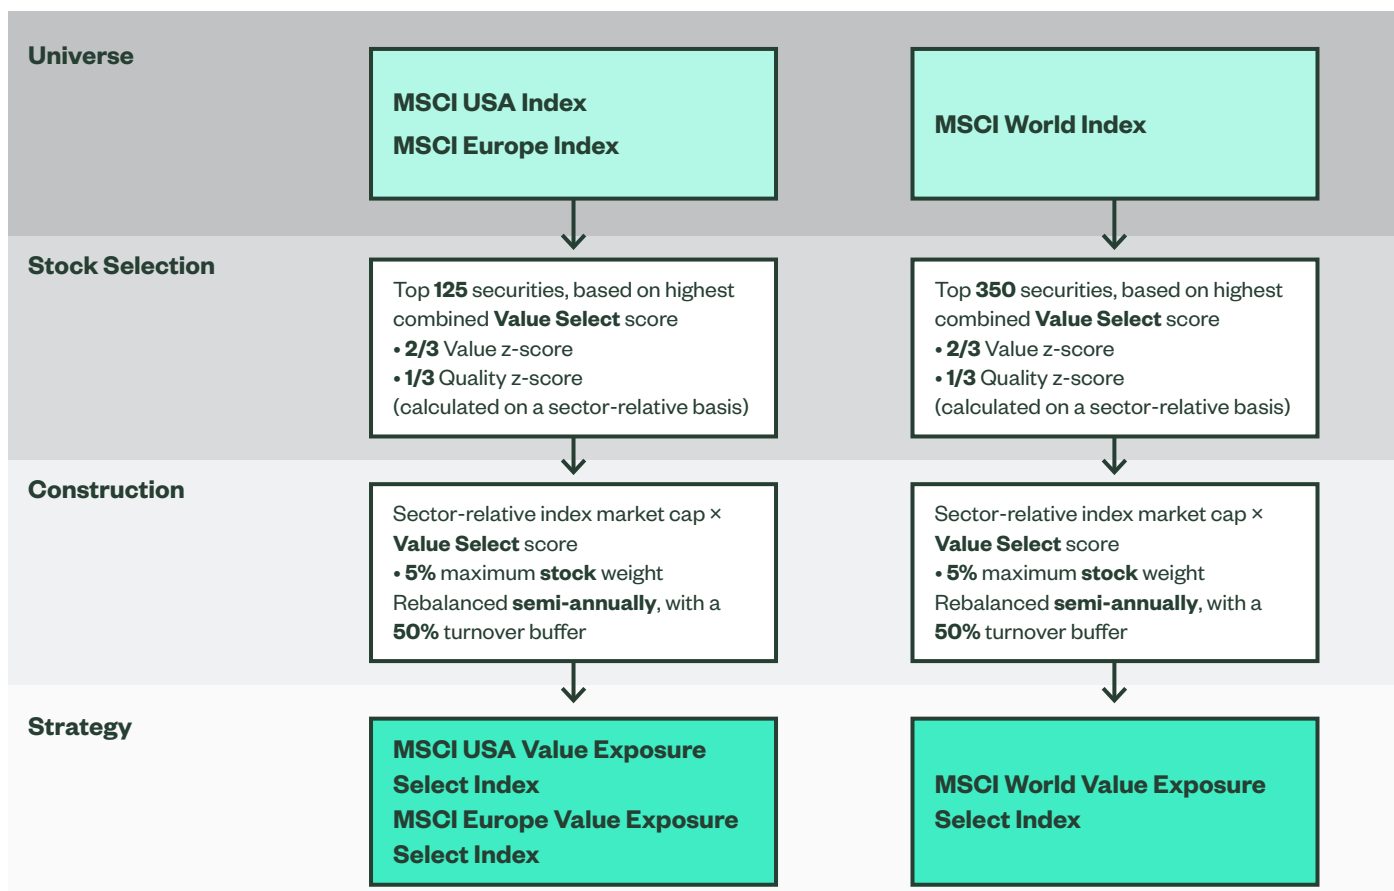 Universe
MSCI USA Index
MSCI Europe Index
MSCI World Index
Stock Selection
Top 125 securities, based on highest
combined Value Select score
• 2/3 Value z-score
• 1/3 Quality z-score
(calculated on a sector-relative basis)
Top 350 securities, based on highest
combined Value Select score
• 2/3 Value z-score
• 1/3 Quality z-score
(calculated on a sector-relative basis)
Construction
Sector-relative index market cap ×
Value Select score
• 5% maximum stock weight
Rebalanced semi-annually, with a
50% turnover buffer
Sector-relative index market cap ×
Value Select score
• 5% maximum stock weight
Rebalanced semi-annually, with a
50% turnover buffer
Strategy
MSCI USA Value Exposure
Select Index
MSCI Europe Value Exposure
Select Index
MSCI World Value Exposure
Select Index